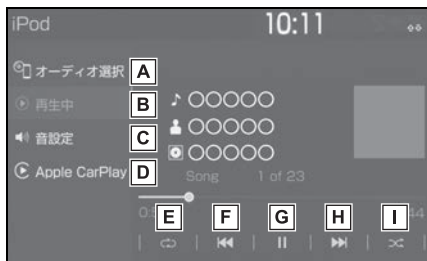 iPod 10:11
オーディオ選択 A
再生中 B
音設定 C
Apple CarPlay D
○○○○○
○○○○○
○○○○○
Song 1 of 23
E F G H I